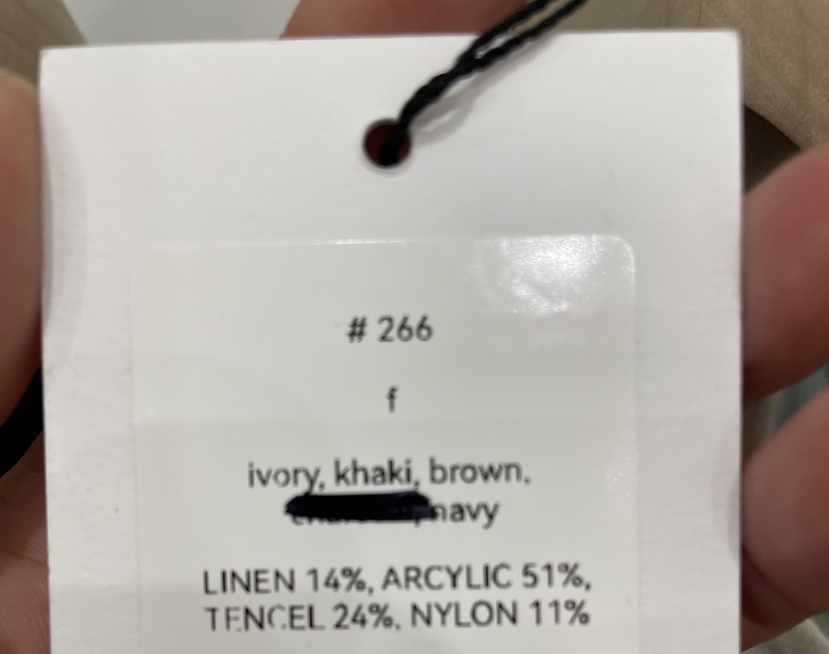 # 266
f
ivory, khaki, brown,
navy
LINEN 14%, ARCYLIC 51%,
TENCEL 24%, NYLON 11%